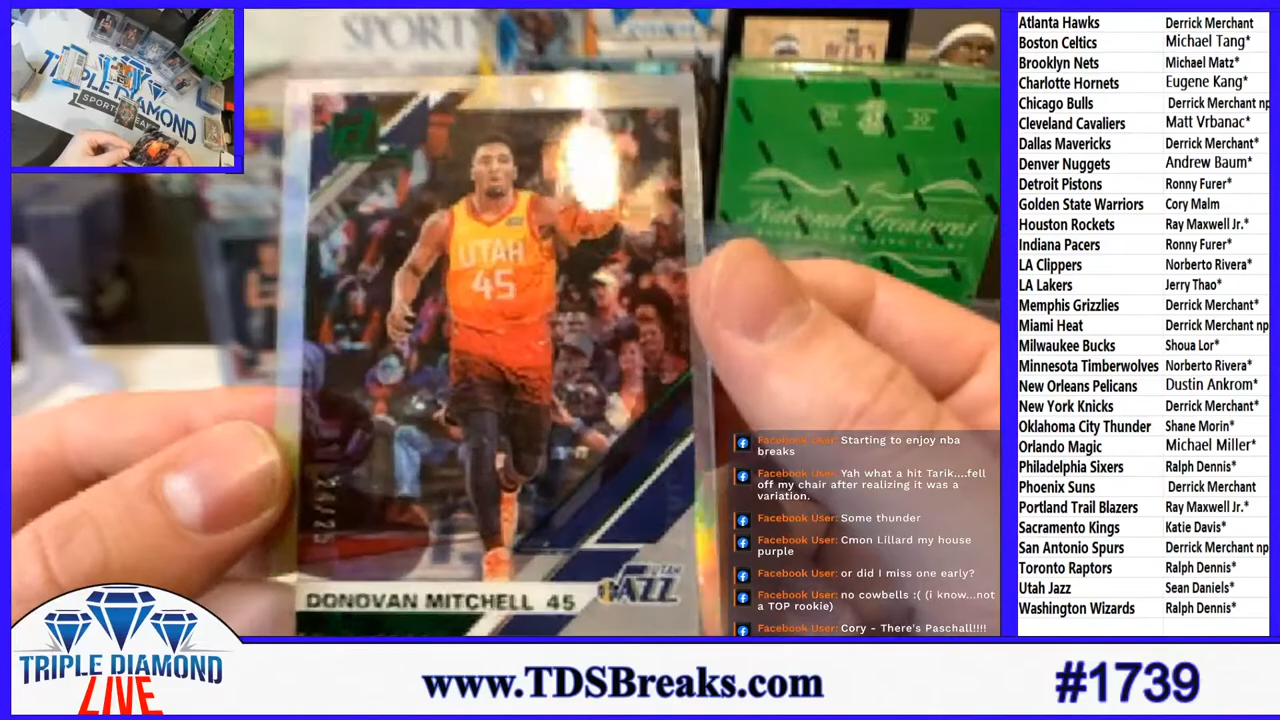 SPORT
National Treasures
UTAH
45
/25
DONOVAN MITCHELL 45
UTAH
JAZZ
TRIPLE DIAMOND
SPORTS
Facebook User: Starting to enjoy nba
breaks
Facebook User: Yah what a hit Tarik....fell
off my chair after realizing it was a
variation.
Facebook User: Some thunder
Facebook User: Cmon Lillard my house
purple
Facebook User: or did I miss one early?
Facebook User: no cowbells :( (i know...not
a TOP rookie)
Facebook User: Cory - There's Paschall!!!!
Atlanta Hawks Derrick Merchant
Boston Celtics Michael Tang*
Brooklyn Nets Michael Matz*
Charlotte Hornets Eugene Kang*
Chicago Bulls Derrick Merchant np
Cleveland Cavaliers Matt Vrbanac*
Dallas Mavericks Derrick Merchant*
Denver Nuggets Andrew Baum*
Detroit Pistons Ronny Furer*
Golden State Warriors Cory Malm
Houston Rockets Ray Maxwell Jr.*
Indiana Pacers Ronny Furer*
LA Clippers Norberto Rivera*
LA Lakers Jerry Thao*
Memphis Grizzlies Derrick Merchant*
Miami Heat Derrick Merchant np
Milwaukee Bucks Shoua Lor*
Minnesota Timberwolves Norberto Rivera*
New Orleans Pelicans Dustin Ankrom*
New York Knicks Derrick Merchant*
Oklahoma City Thunder Shane Morin*
Orlando Magic Michael Miller*
Philadelphia Sixers Ralph Dennis*
Phoenix Suns Derrick Merchant
Portland Trail Blazers Ray Maxwell Jr.*
Sacramento Kings Katie Davis*
San Antonio Spurs Derrick Merchant np
Toronto Raptors Ralph Dennis*
Utah Jazz Sean Daniels*
Washington Wizards Ralph Dennis*
TRIPLE DIAMOND
LIVE
www.TDSBreaks.com
#1739